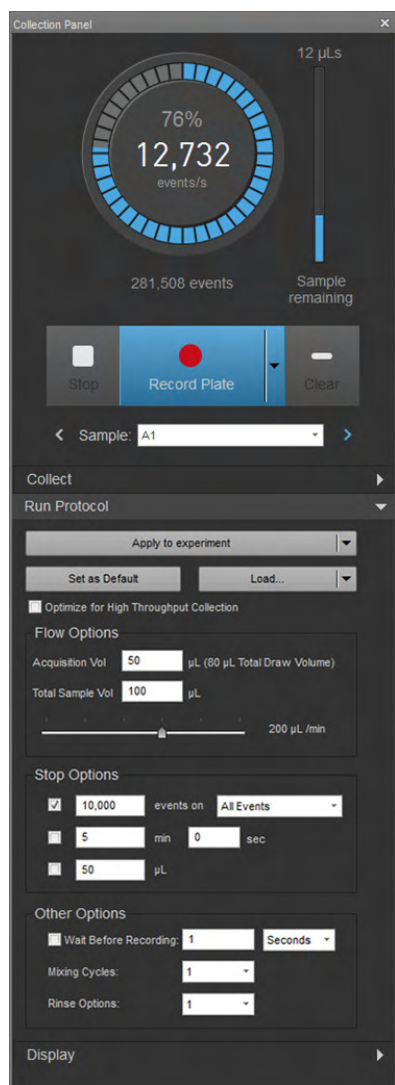 Collection Panel ×
12 µLs
76%
12,732
events/s
281,508 events
Sample
remaining
Stop
Record Plate
Clear
< Sample: A1 >
Collect
Run Protocol
Apply to experiment
Set as Default Load...
Optimize for High Throughput Collection
Flow Options
Acquisition Vol 50 µL (80 µL Total Draw Volume)
Total Sample Vol 100 µL
200 µL /min
Stop Options
10,000 events on All Events
5 min 0 sec
50 µL
Other Options
Wait Before Recording: 1 Seconds
Mixing Cycles: 1
Rinse Options: 1
Display